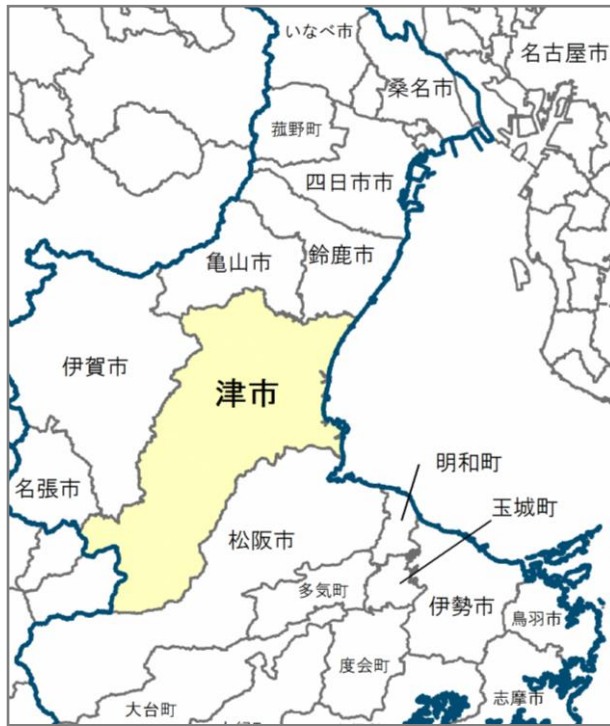 いなべ市
名古屋市
桑名市
菰野町
四日市市
亀山市
鈴鹿市
伊賀市
津市
名張市
明和町
玉城町
松阪市
多気町
伊勢市
鳥羽市
度会町
志摩市
大台町